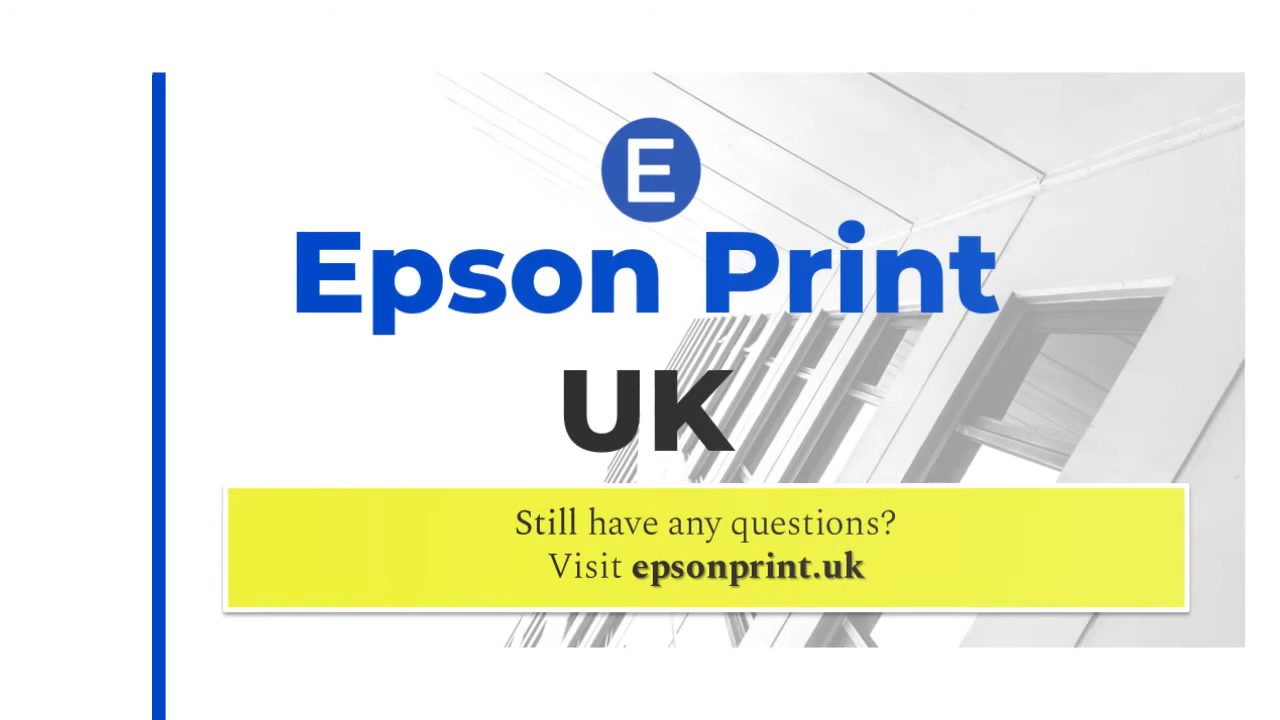 E
Epson Print
UK
Still have any questions?
Visit epsonprint.uk